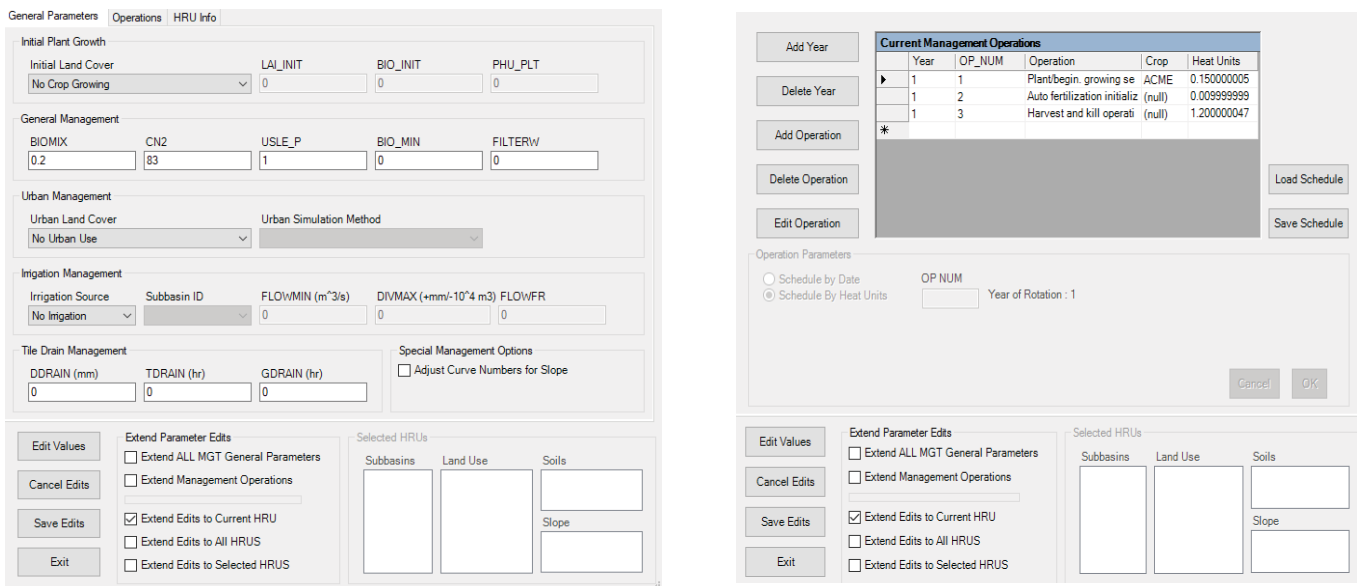 General Parameters Operations HRU Info
Initial Plant Growth
Initial Land Cover LAI_INIT BIO_INIT PHU_PLT
No Crop Growing 0 0 0
General Management
BIOMIX CN2 USLE_P BIO_MIN FILTERW
0.2 83 1 0 0
Urban Management
Urban Land Cover Urban Simulation Method
No Urban Use
Irrigation Management
Irrigation Source Subbasin ID FLOWMIN (m^3/s) DIVMAX (+mm/-10^4 m3) FLOWFR
No Irrigation 0 0 0
Tile Drain Management Special Management Options
DDRAIN (mm) TDRAIN (hr) GDRAIN (hr) Adjust Curve Numbers for Slope
0 0 0
Edit Values
Cancel Edits
Save Edits
Exit
Extend Parameter Edits
Extend ALL MGT General Parameters
Extend Management Operations
Extend Edits to Current HRU
Extend Edits to All HRUS
Extend Edits to Selected HRUS
Selected HRUs
Subbasins Land Use Soils
Slope
Add Year
Delete Year
Add Operation
Delete Operation
Edit Operation
Current Management Operations
Year OP_NUM Operation Crop Heat Units
1 1 Plant/begin. growing se ACME 0.150000005
1 2 Auto fertilization initializ (null) 0.009999999
1 3 Harvest and kill operati (null) 1.200000047
*
Load Schedule
Save Schedule
Operation Parameters
Schedule by Date OP NUM
Schedule By Heat Units Year of Rotation : 1
Cancel OK
Edit Values
Cancel Edits
Save Edits
Exit
Extend Parameter Edits
Extend ALL MGT General Parameters
Extend Management Operations
Extend Edits to Current HRU
Extend Edits to All HRUS
Extend Edits to Selected HRUS
Selected HRUs
Subbasins Land Use Soils
Slope